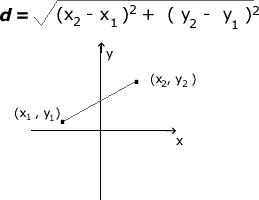 d = √(x₂ - x₁)² + (y₂ - y₁)²
y
(x₂, y₂)
(x₁, y₁)
x